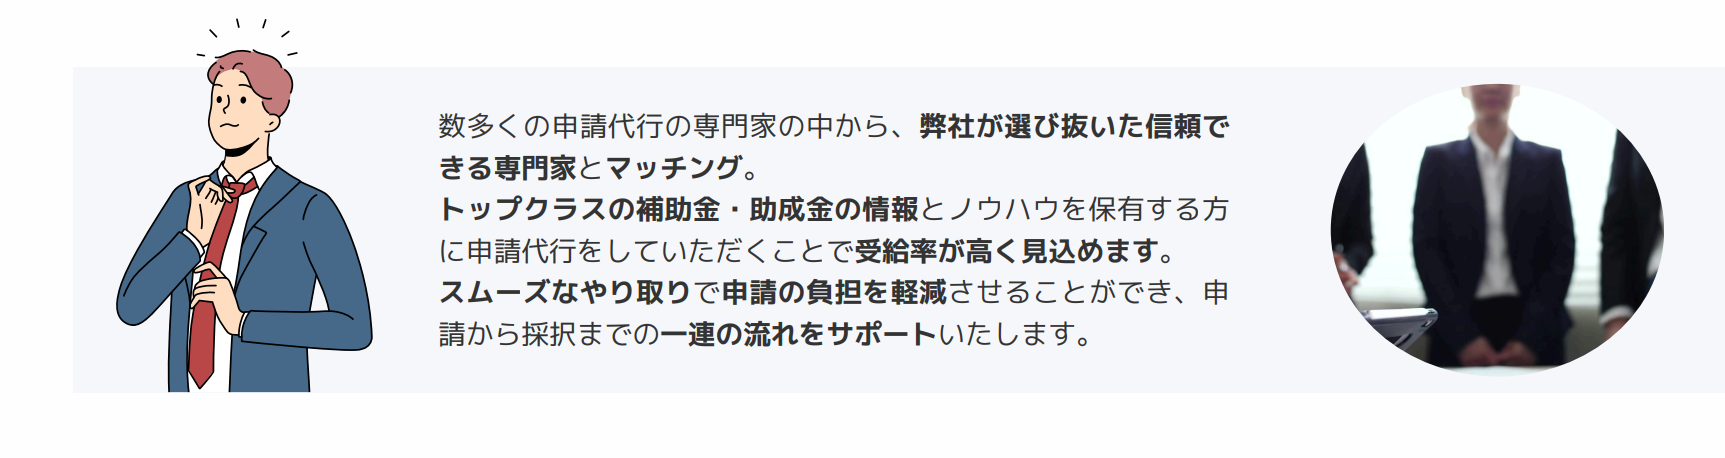 数多くの申請代行の専門家の中から、弊社が選び抜いた信頼で
きる専門家とマッチング。
トップクラスの補助金・助成金の情報とノウハウを保有する方
に申請代行をしていただくことで受給率が高く見込めます。
スムーズなやり取りで申請の負担を軽減させることができ、申
請から採択までの一連の流れをサポートいたします。